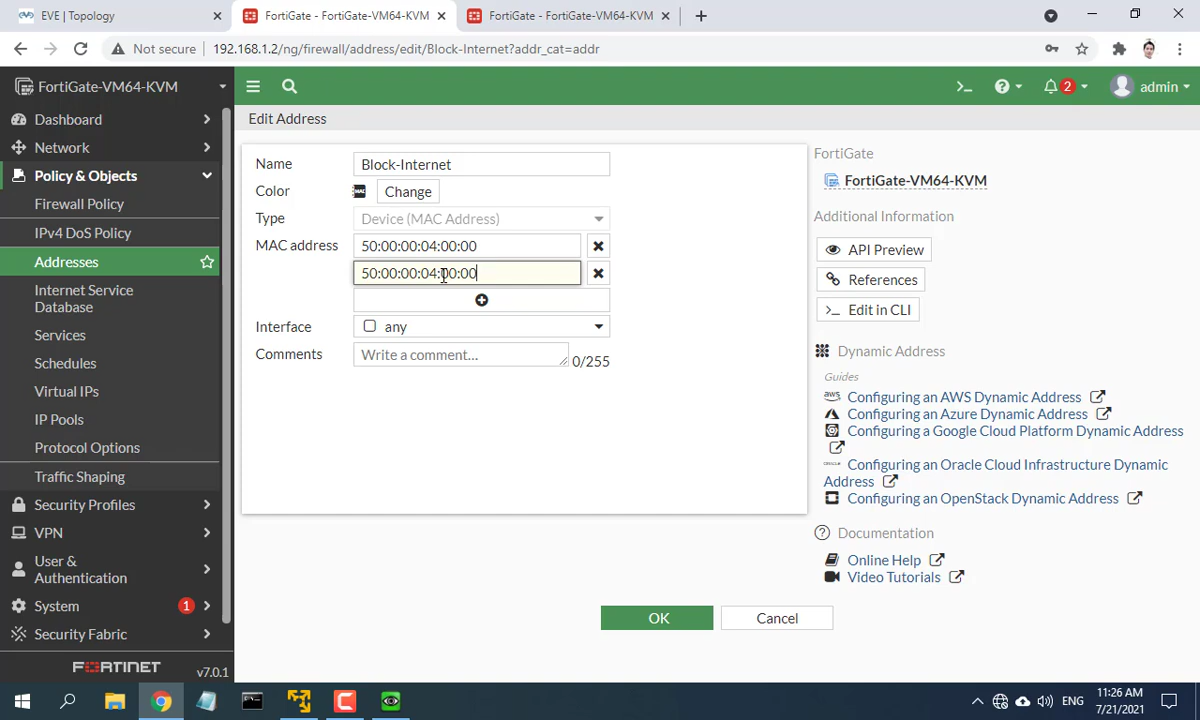 EVE | Topology
FortiGate - FortiGate-VM64-KVM
FortiGate - FortiGate-VM64-KVM
Not secure
192.168.1.2/ng/firewall/address/edit/Block-Internet?addr_cat=addr
FortiGate-VM64-KVM
2
admin
Dashboard
Network
Policy & Objects
Firewall Policy
IPv4 DoS Policy
Addresses
Internet Service
Database
Services
Schedules
Virtual IPs
IP Pools
Protocol Options
Traffic Shaping
Security Profiles
VPN
User &
Authentication
System
1
Security Fabric
FORTINET
v7.0.1
Edit Address
Name
Block-Internet
Color
MAC
Change
Type
Device (MAC Address)
MAC address
50:00:00:04:00:00
50:00:00:04:00:00
Interface
any
Comments
Write a comment...
0/255
OK
Cancel
FortiGate
FortiGate-VM64-KVM
Additional Information
API Preview
References
>_ Edit in CLI
Dynamic Address
Guides
aws
Configuring an AWS Dynamic Address
Configuring an Azure Dynamic Address
Configuring a Google Cloud Platform Dynamic Address
ORACLE
Configuring an Oracle Cloud Infrastructure Dynamic
Address
Configuring an OpenStack Dynamic Address
Documentation
Online Help
Video Tutorials
ENG
11:26 AM
7/21/2021